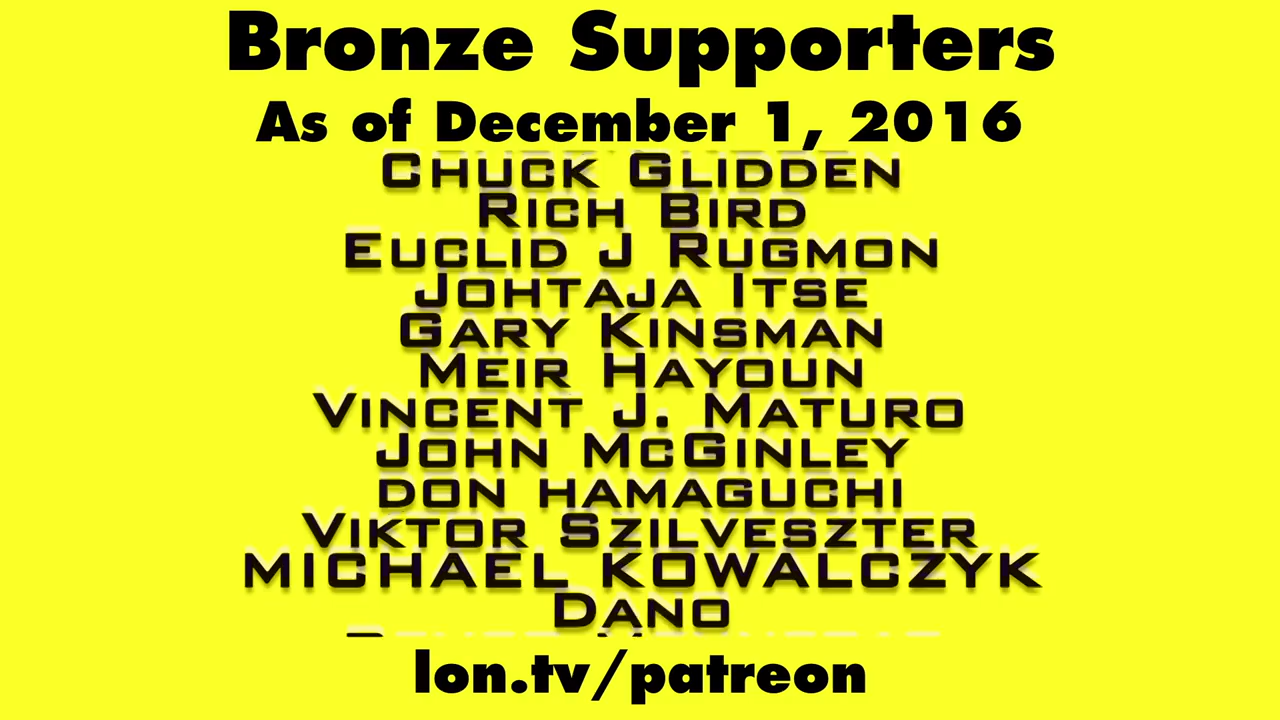 Bronze Supporters
As of December 1, 2016
Chuck Glidden
Rich Bird
Euclid J Rugmon
Johtaja Itse
Gary Kinsman
Meir Hayoun
Vincent J. Maturo
John McGinley
don hamaguchi
Viktor Szilveszter
MICHAEL KOWALCZYK
Dano
lon.tv/patreon